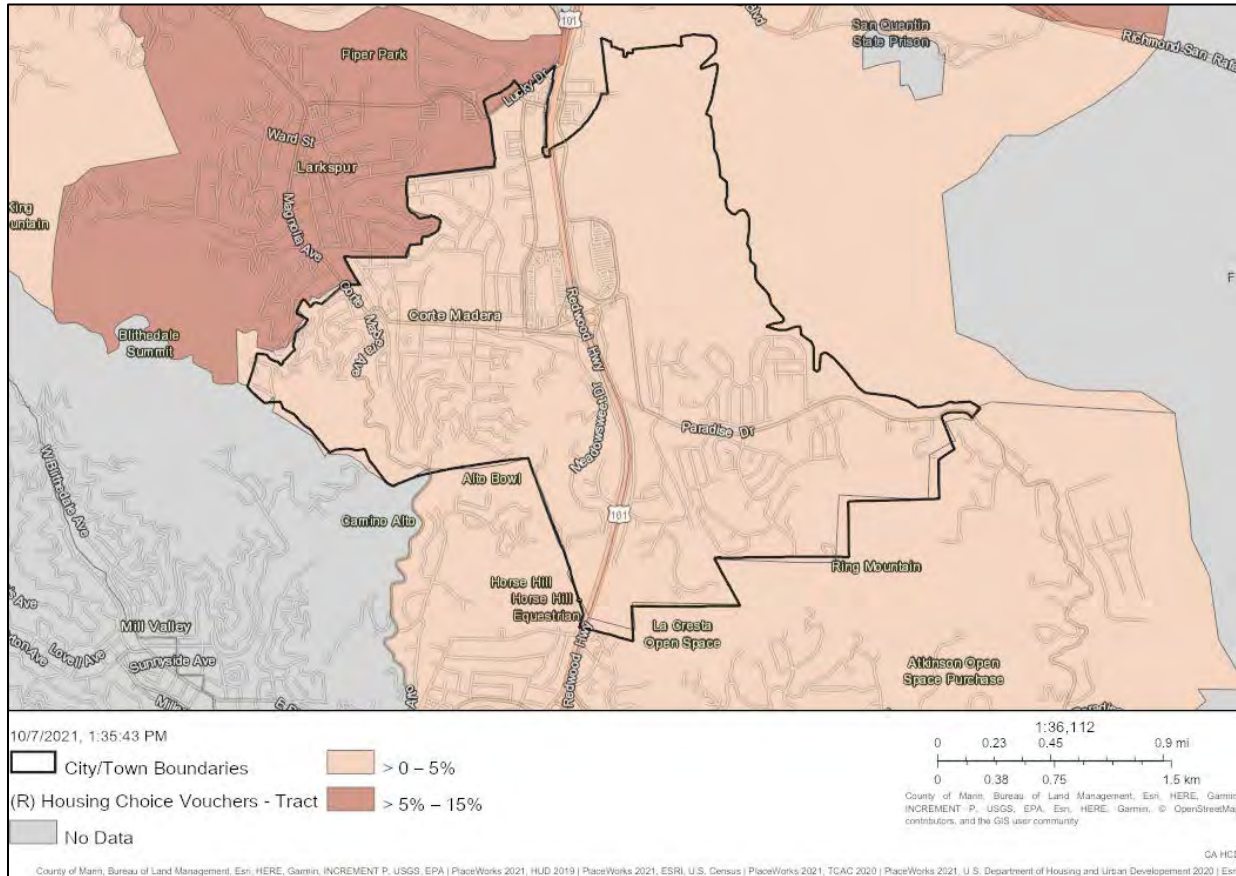 101
San Quentin
State Prison
Richmond-San Rafa
Piper Park
Lucky Dr
Ward St
Larkspur
Magnolia Ave
King
untain
Corte Madera Ave
Corte Madera
Redwood Hwy
Blithedale
Summit
Meadowsweet Dr
Paradise Dr
W Blithedale Ave
Alto Bowl
Camino Alto
101
Ring Mountain
Horse Hill
Horse Hill
Equestrian
La Cresta
Open Space
Mill Valley
Lovell Ave
Sunnyside Ave
Redwood Hwy
Atkinson Open
Space Purchase
10/7/2021, 1:35:43 PM
City/Town Boundaries
(R) Housing Choice Vouchers - Tract
No Data
> 0 – 5%
> 5% – 15%
1:36,112
0 0.23 0.45 0.9 mi
0 0.38 0.75 1.5 km
County of Marin, Bureau of Land Management, Esri, HERE, Garmin,
INCREMENT P, USGS, EPA, Esri, HERE, Garmin, © OpenStreetMap
contributors, and the GIS user community
CA HCD
County of Marin, Bureau of Land Management, Esri, HERE, Garmin, INCREMENT P, USGS, EPA | PlaceWorks 2021, HUD 2019 | PlaceWorks 2021, ESRI, U.S. Census | PlaceWorks 2021, TCAC 2020 | PlaceWorks 2021, U.S. Department of Housing and Urban Developement 2020 | Esri